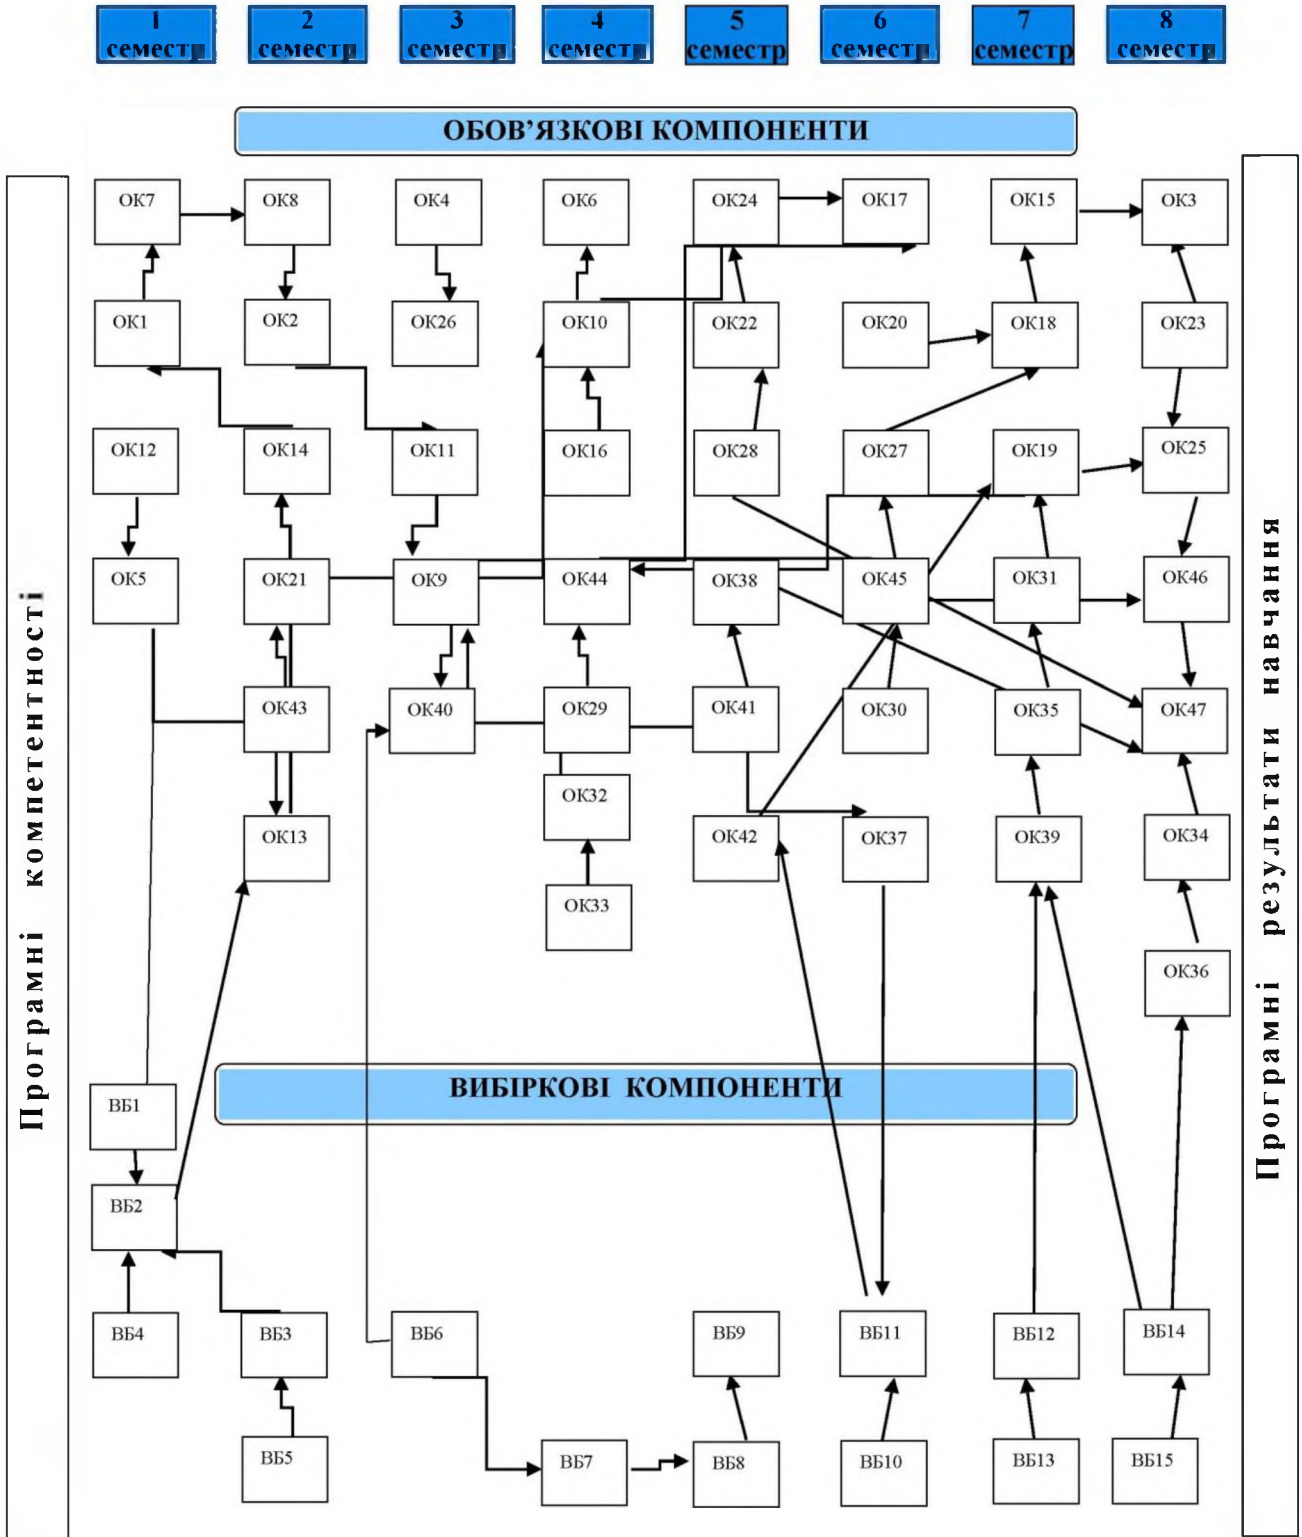 1 семестр
2 семестр
3 семестр
4 семестр
5 семестр
6 семестр
7 семестр
8 семестр
ОБОВ’ЯЗКОВІ КОМПОНЕНТИ
Програмні компетентності
Програмні результати навчання
ОК7
ОК8
ОК4
ОК6
ОК24
ОК17
ОК15
ОК3
ОК1
ОК2
ОК26
ОК10
ОК22
ОК20
ОК18
ОК23
ОК12
ОК14
ОК11
ОК16
ОК28
ОК27
ОК19
ОК25
ОК5
ОК21
ОК9
ОК44
ОК38
ОК45
ОК31
ОК46
ОК43
ОК40
ОК29
ОК41
ОК30
ОК35
ОК47
ОК32
ОК13
ОК42
ОК37
ОК39
ОК34
ОК33
ОК36
ВИБІРКОВІ КОМПОНЕНТИ
ВБ1
ВБ2
ВБ4
ВБ3
ВБ6
ВБ9
ВБ11
ВБ12
ВБ14
ВБ5
ВБ7
ВБ8
ВБ10
ВБ13
ВБ15